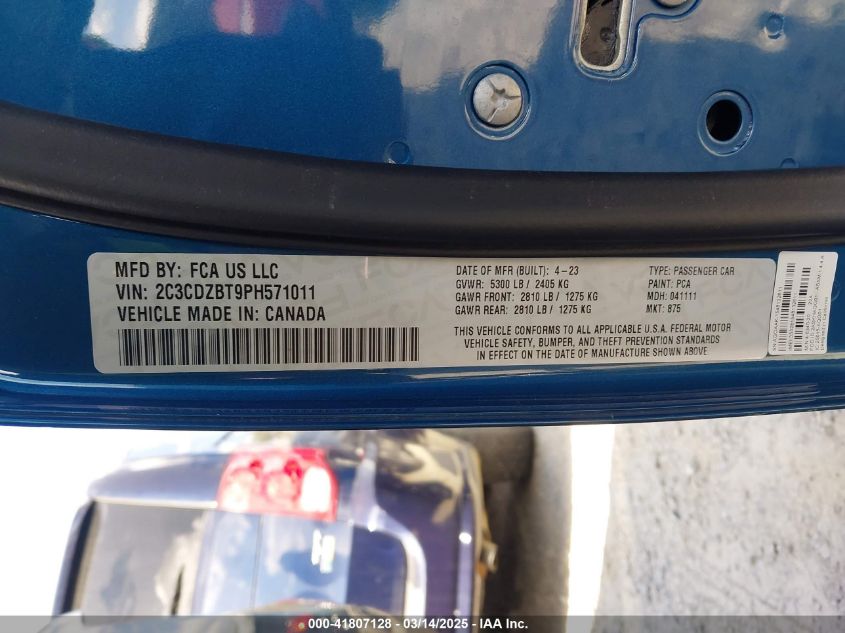 MFD BY: FCA US LLC
VIN: 2C3CDZBT9PH571011
VEHICLE MADE IN: CANADA
DATE OF MFR (BUILT): 4-23
GVWR: 5300 LB / 2405 KG
GAWR FRONT: 2810 LB / 1275 KG
GAWR REAR: 2810 LB / 1275 KG
TYPE: PASSENGER CAR
PAINT: PCA
MDH: 041111
MKT: 875
THIS VEHICLE CONFORMS TO ALL APPLICABLE U.S.A. FEDERAL MOTOR
VEHICLE SAFETY, BUMPER, AND THEFT PREVENTION STANDARDS
IN EFFECT ON THE DATE OF MANUFACTURE SHOWN ABOVE.
000-41807128 - 03/14/2025 - IAA Inc.